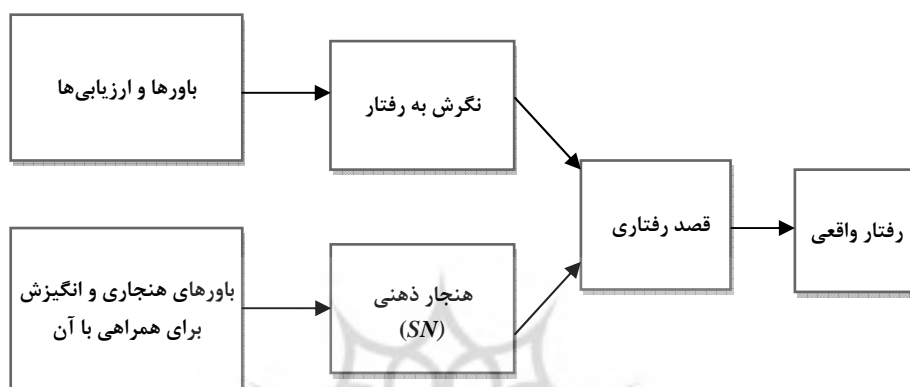 باورها و ارزیابی‌ها
نگرش به رفتار
قصد رفتاری
رفتار واقعی
باورهای هنجاری و انگیزش
برای همراهی با آن
هنجار ذهنی
(SN)